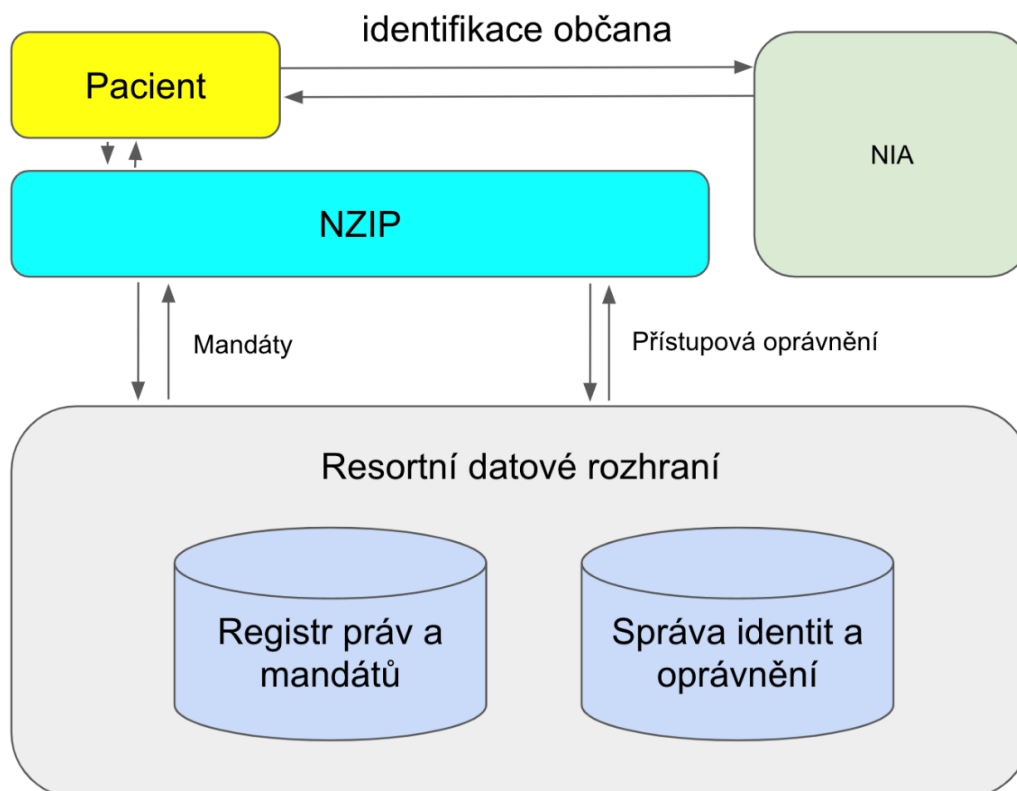 identifikace občana
Pacient
NIA
NZIP
Mandáty
Přístupová oprávnění
Resortní datové rozhraní
Registr práv a
mandátů
Správa identit a
oprávnění